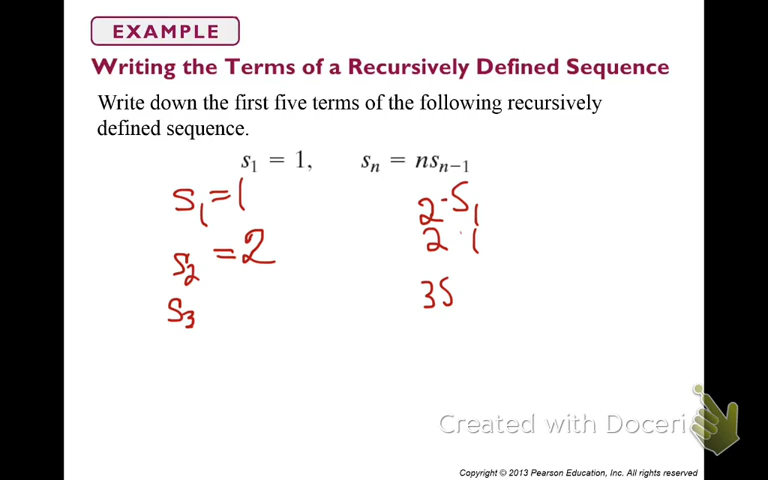 EXAMPLE
Writing the Terms of a Recursively Defined Sequence
Write down the first five terms of the following recursively
defined sequence.
s₁ = 1, sₙ = nsₙ₋₁
S₁ = 1 2·S₁
S₂ = 2 2 · 1
S₃ 3S
Created with Doceri
Copyright © 2013 Pearson Education, Inc. All rights reserved